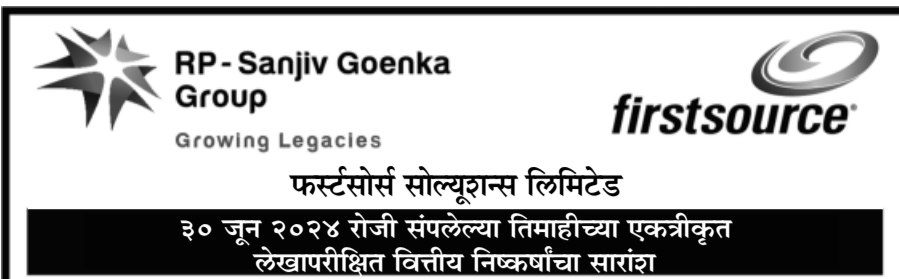 RP - Sanjiv Goenka
Group
Growing Legacies
firstsource
फर्स्टसोर्स सोल्यूशन्स लिमिटेड
३० जून २०२४ रोजी संपलेल्या तिमाहीच्या एकत्रीकृत
लेखापरीक्षित वित्तीय निष्कर्षांचा सारांश